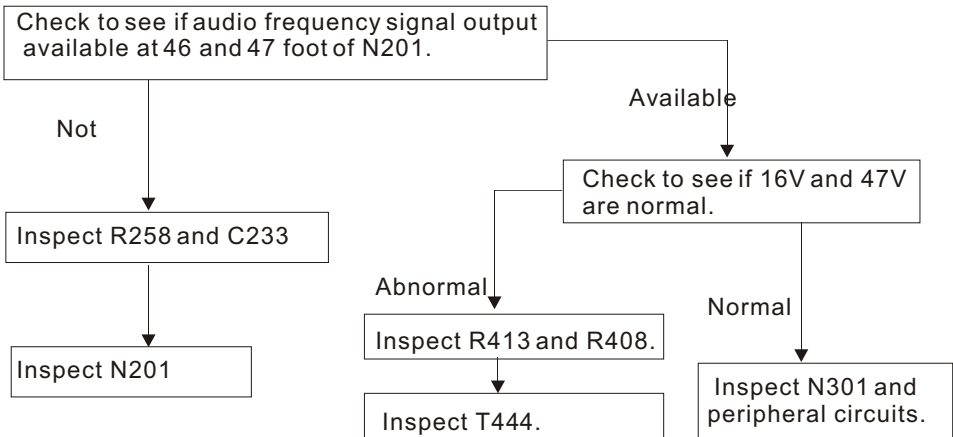 Check to see if audio frequency signal output
available at 46 and 47 foot of N201.
Not
Available
Check to see if 16V and 47V
are normal.
Inspect R258 and C233
Abnormal
Normal
Inspect R413 and R408.
Inspect N201
Inspect N301 and
peripheral circuits.
Inspect T444.